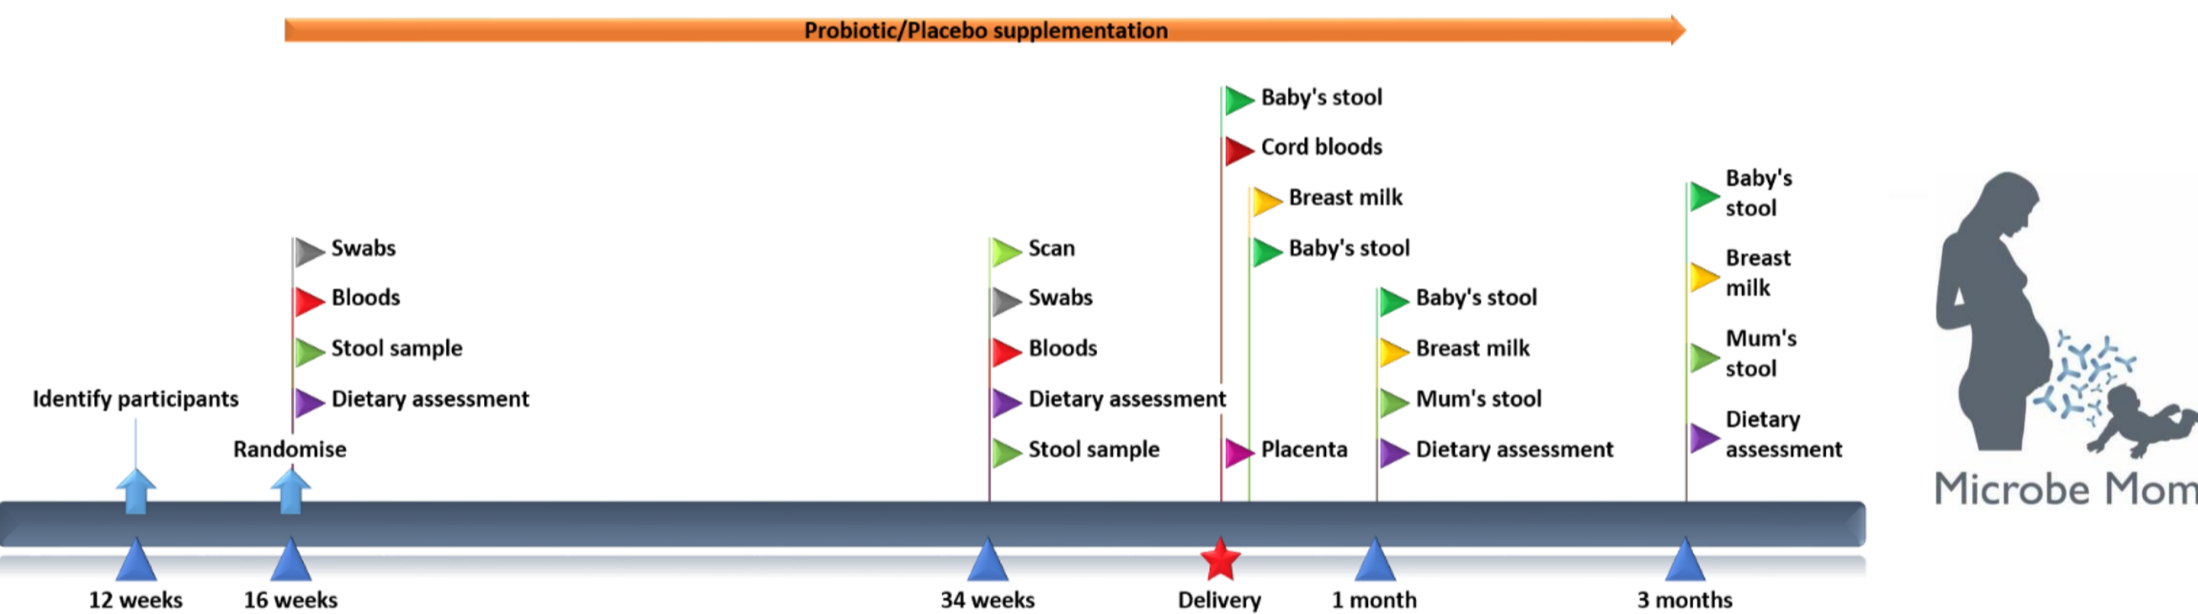 Probiotic/Placebo supplementation
Identify participants
Swabs
Bloods
Stool sample
Dietary assessment
Randomise
Scan
Swabs
Bloods
Dietary assessment
Stool sample
Baby's stool
Cord bloods
Breast milk
Baby's stool
Placenta
Baby's stool
Breast milk
Mum's stool
Dietary assessment
Baby's
stool
Breast
milk
Mum's
stool
Dietary
assessment
Microbe Mom
12 weeks
16 weeks
34 weeks
Delivery
1 month
3 months